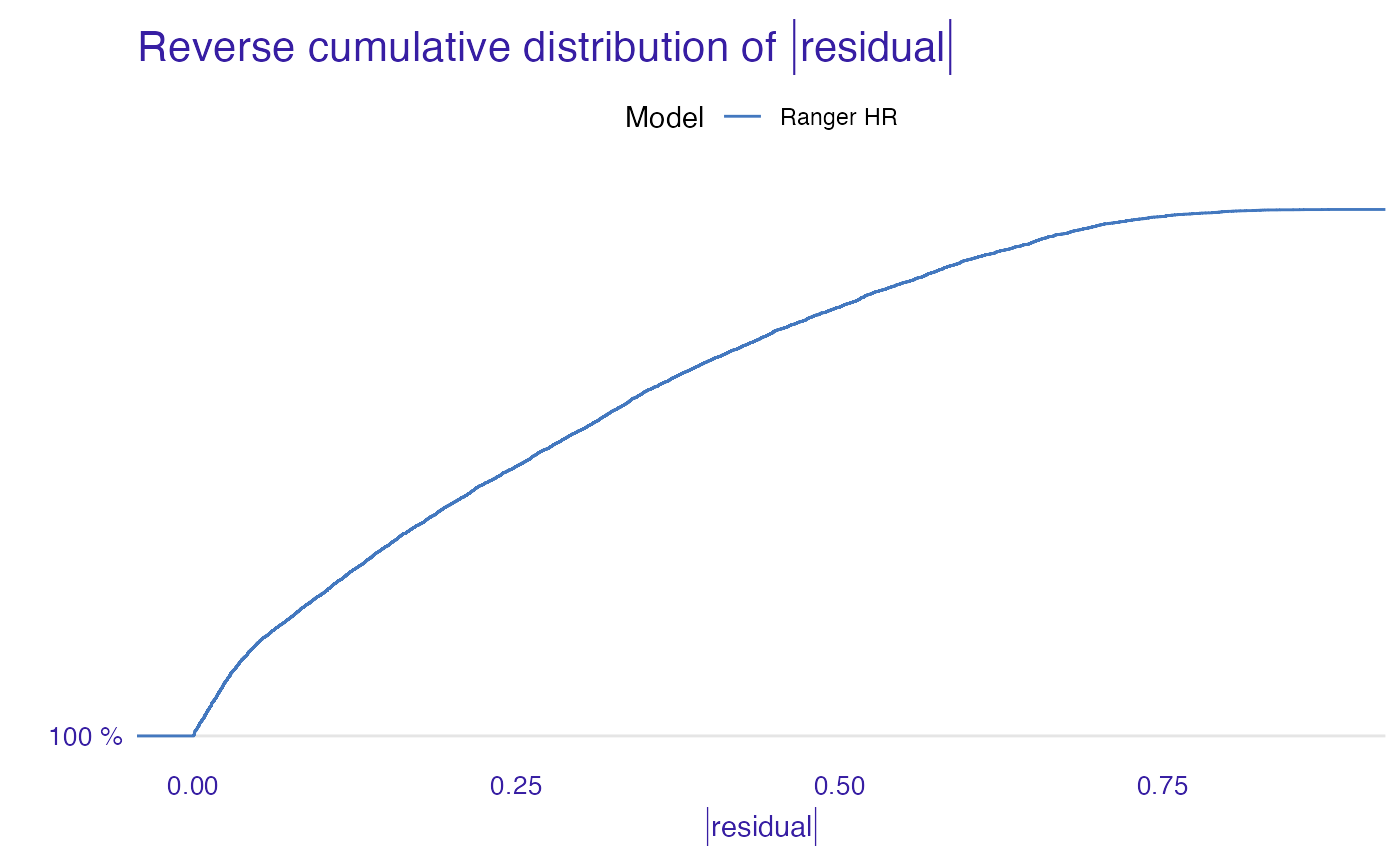 Reverse cumulative distribution of |residual|
Model Ranger HR
100 %
0.00 0.25 0.50 0.75
|residual|